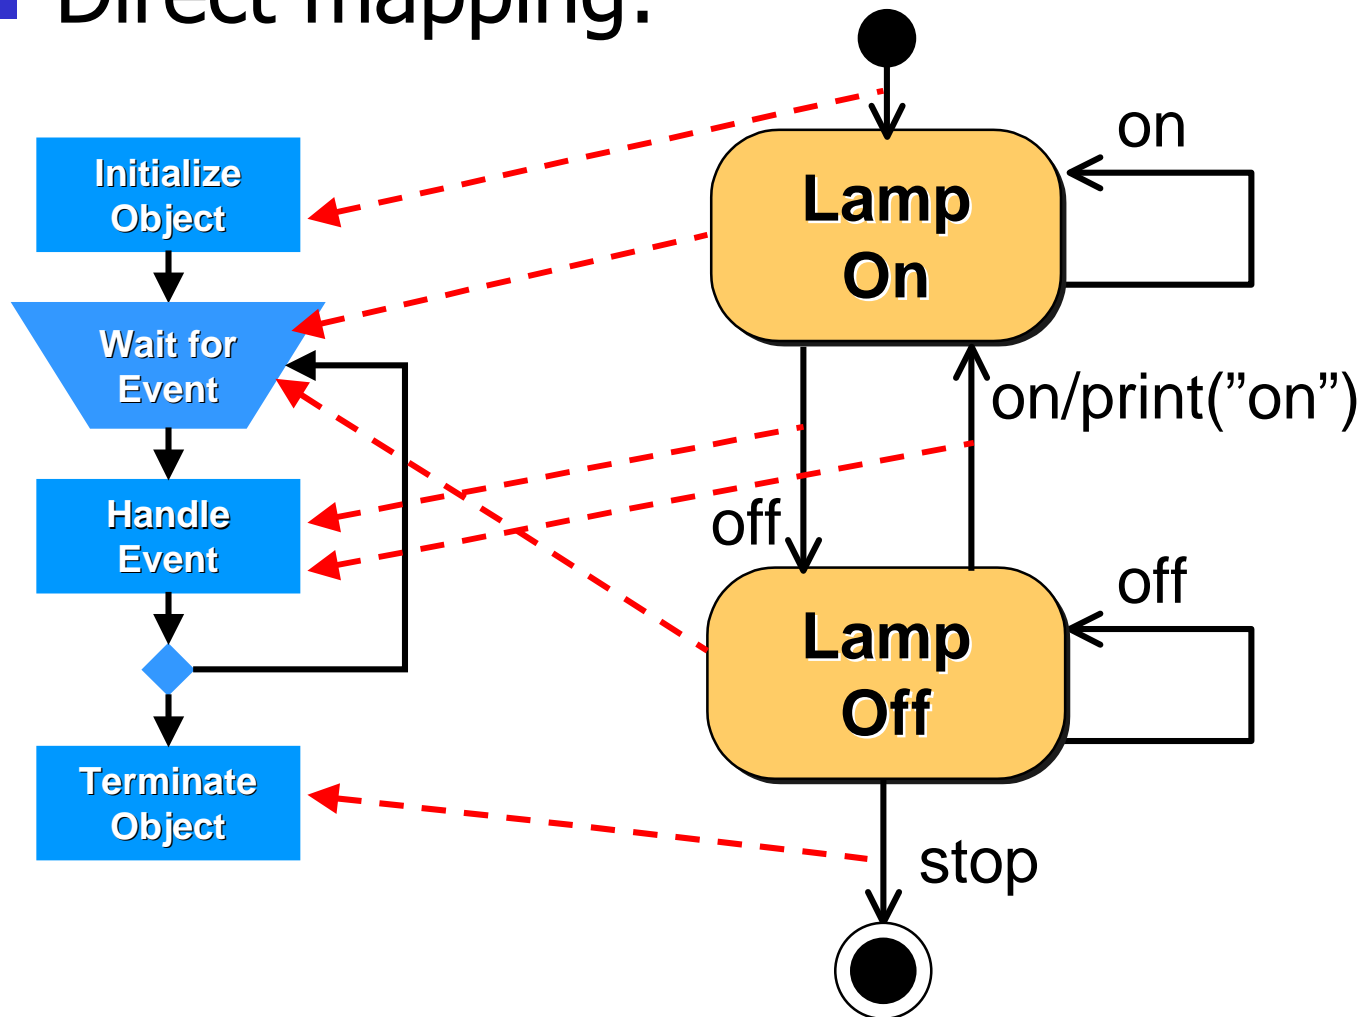 Direct mapping:
Initialize
Object
Wait for
Event
Handle
Event
Terminate
Object
Lamp
On
on
on/print(”on”)
off
Lamp
Off
off
stop